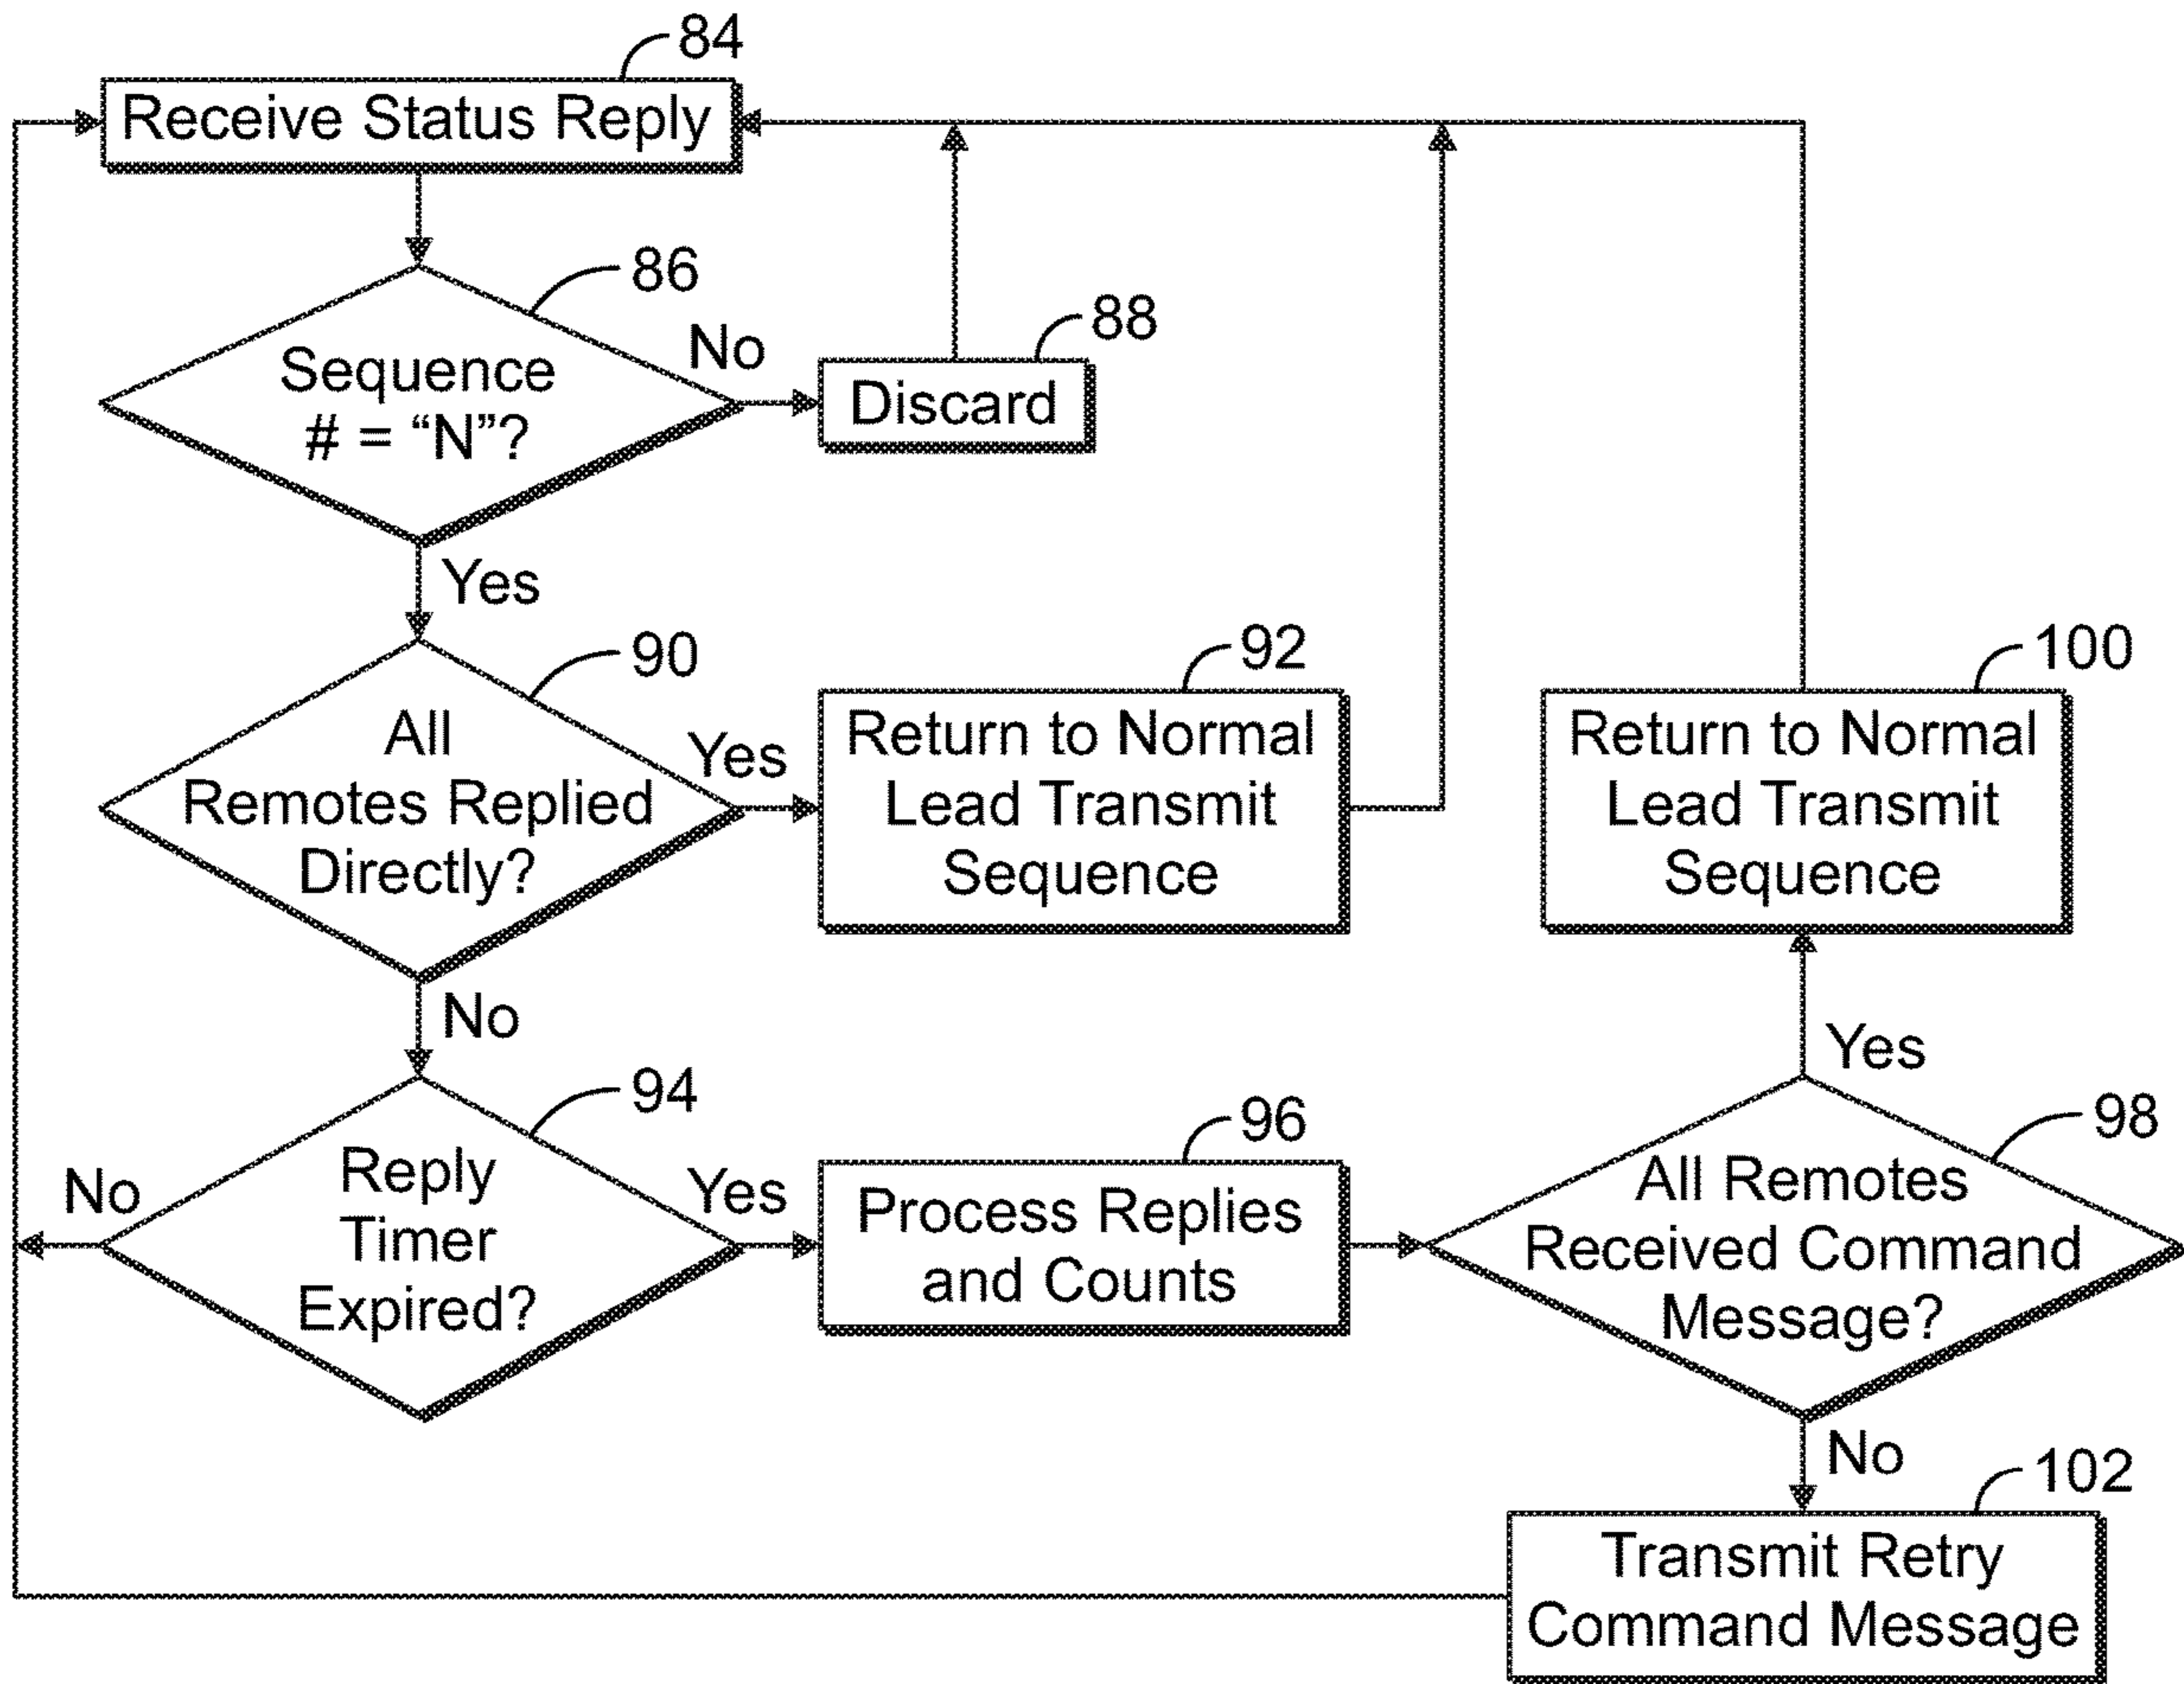 84
Receive Status Reply
86
Sequence
# = “N”?
No
88
Discard
Yes
90
All
Remotes Replied
Directly?
Yes
92
Return to Normal
Lead Transmit
Sequence
100
Return to Normal
Lead Transmit
Sequence
No
94
Reply
Timer
Expired?
No
Yes
96
Process Replies
and Counts
Yes
98
All Remotes
Received Command
Message?
No
102
Transmit Retry
Command Message